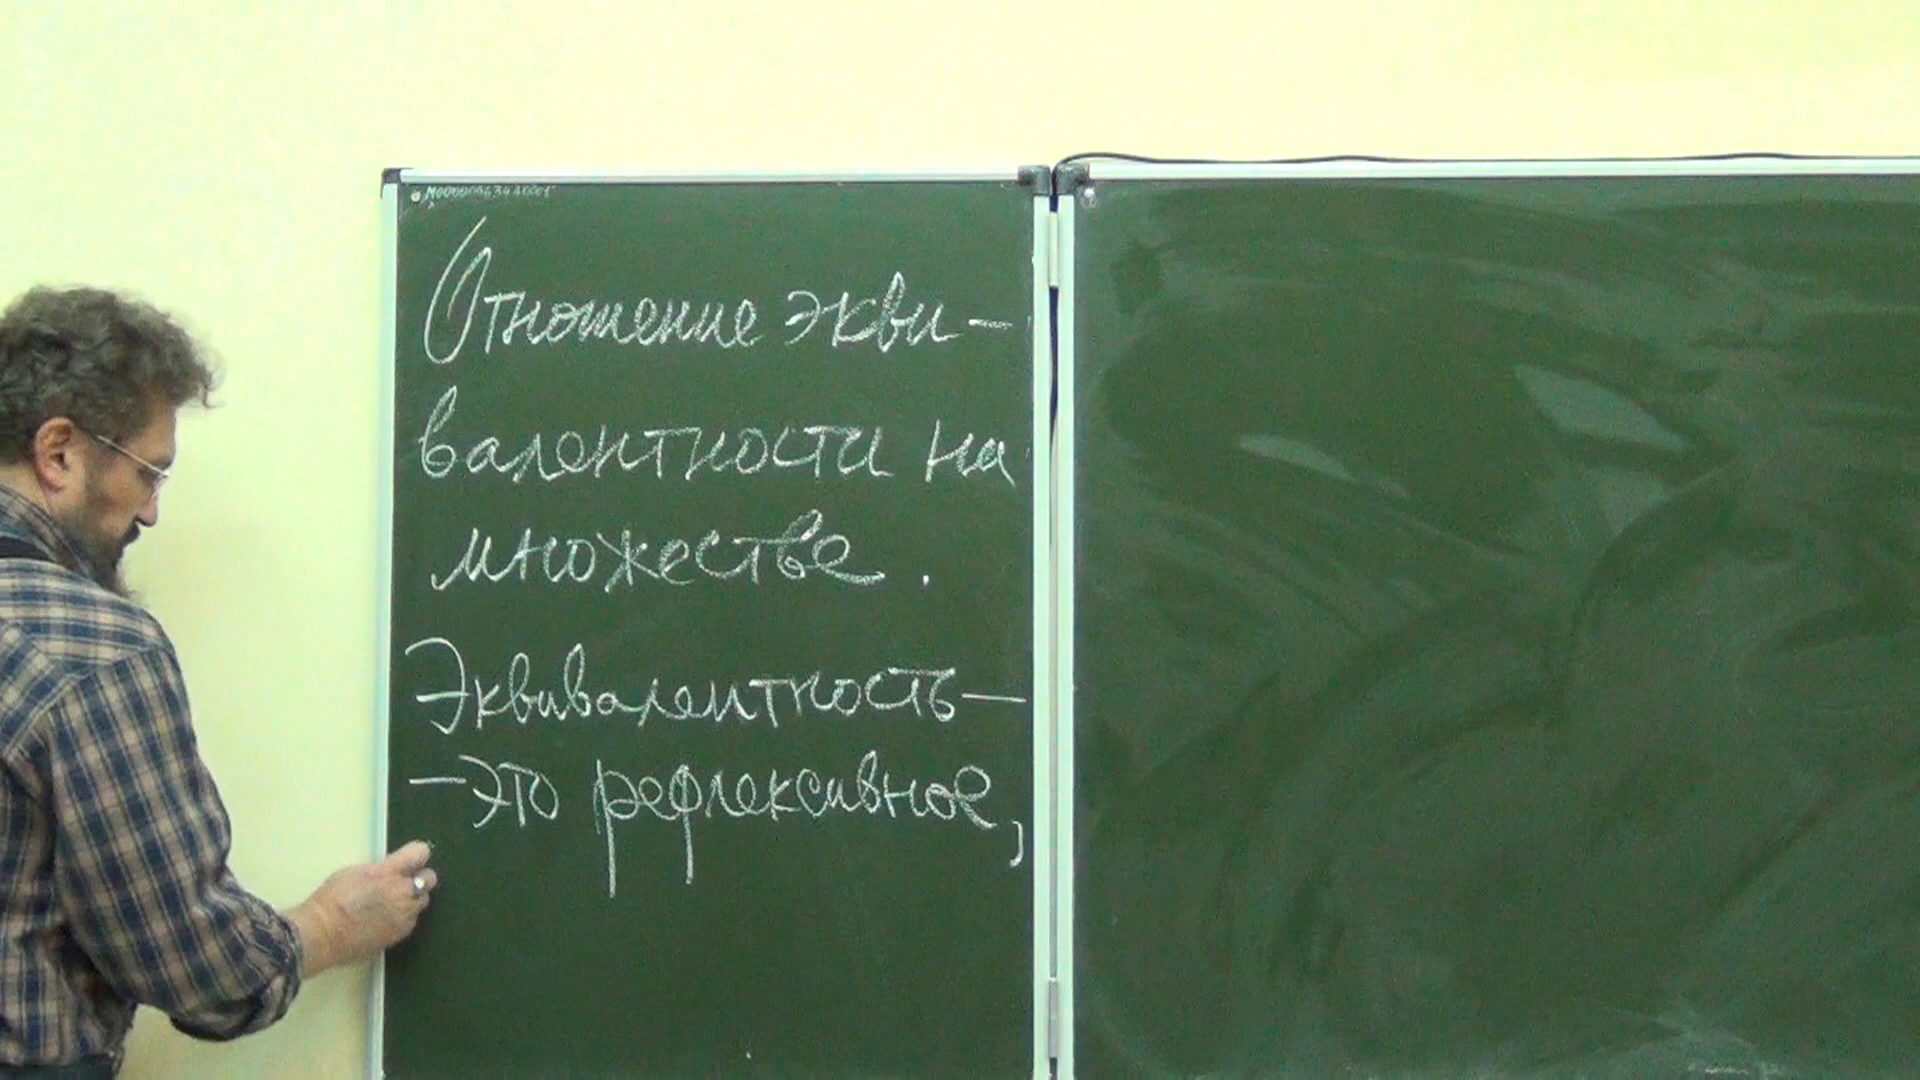 Отношение экви-
валентности на
множестве.
Эквивалентность—
—это рефлексивное,